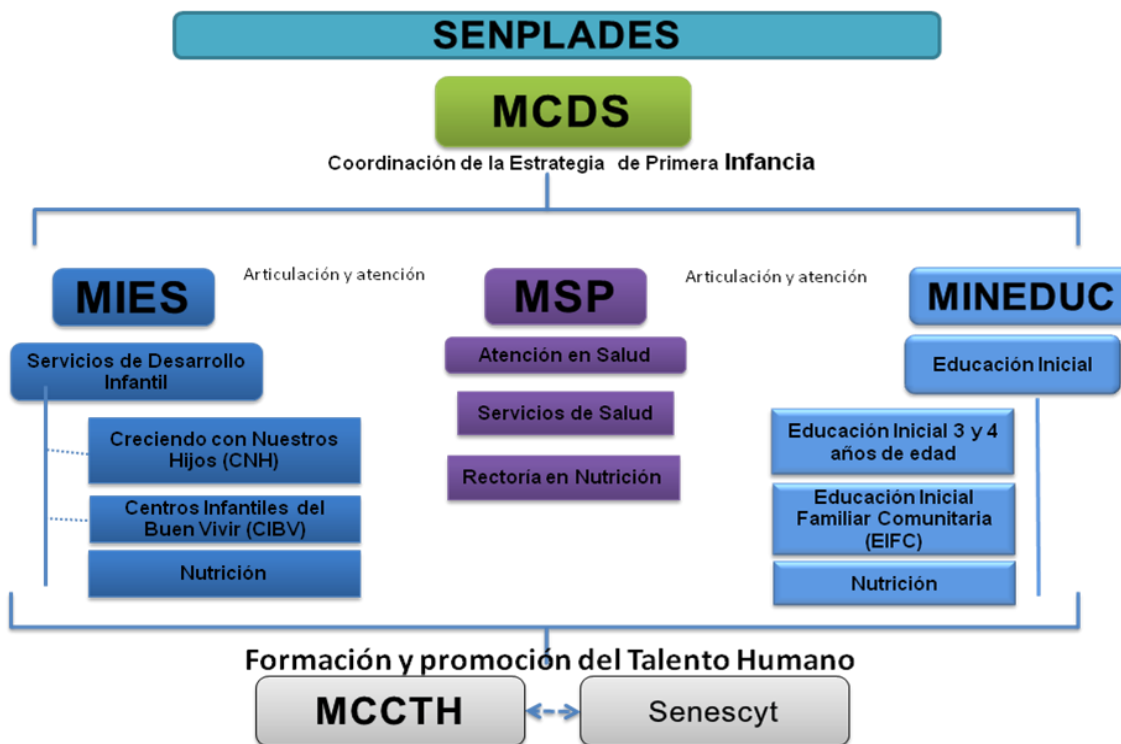 SENPLADES
MCDS
Coordinación de la Estrategia de Primera Infancia
MIES
Articulación y atención
MSP
Articulación y atención
MINEDUC
Servicios de Desarrollo
Infantil
Creciendo con Nuestros
Hijos (CNH)
Centros Infantiles del
Buen Vivir (CIBV)
Nutrición
Atención en Salud
Servicios de Salud
Rectoría en Nutrición
Educación Inicial
Educación Inicial 3 y 4
años de edad
Educación Inicial
Familiar Comunitaria
(EIFC)
Nutrición
Formación y promoción del Talento Humano
MCCTH
Senescyt